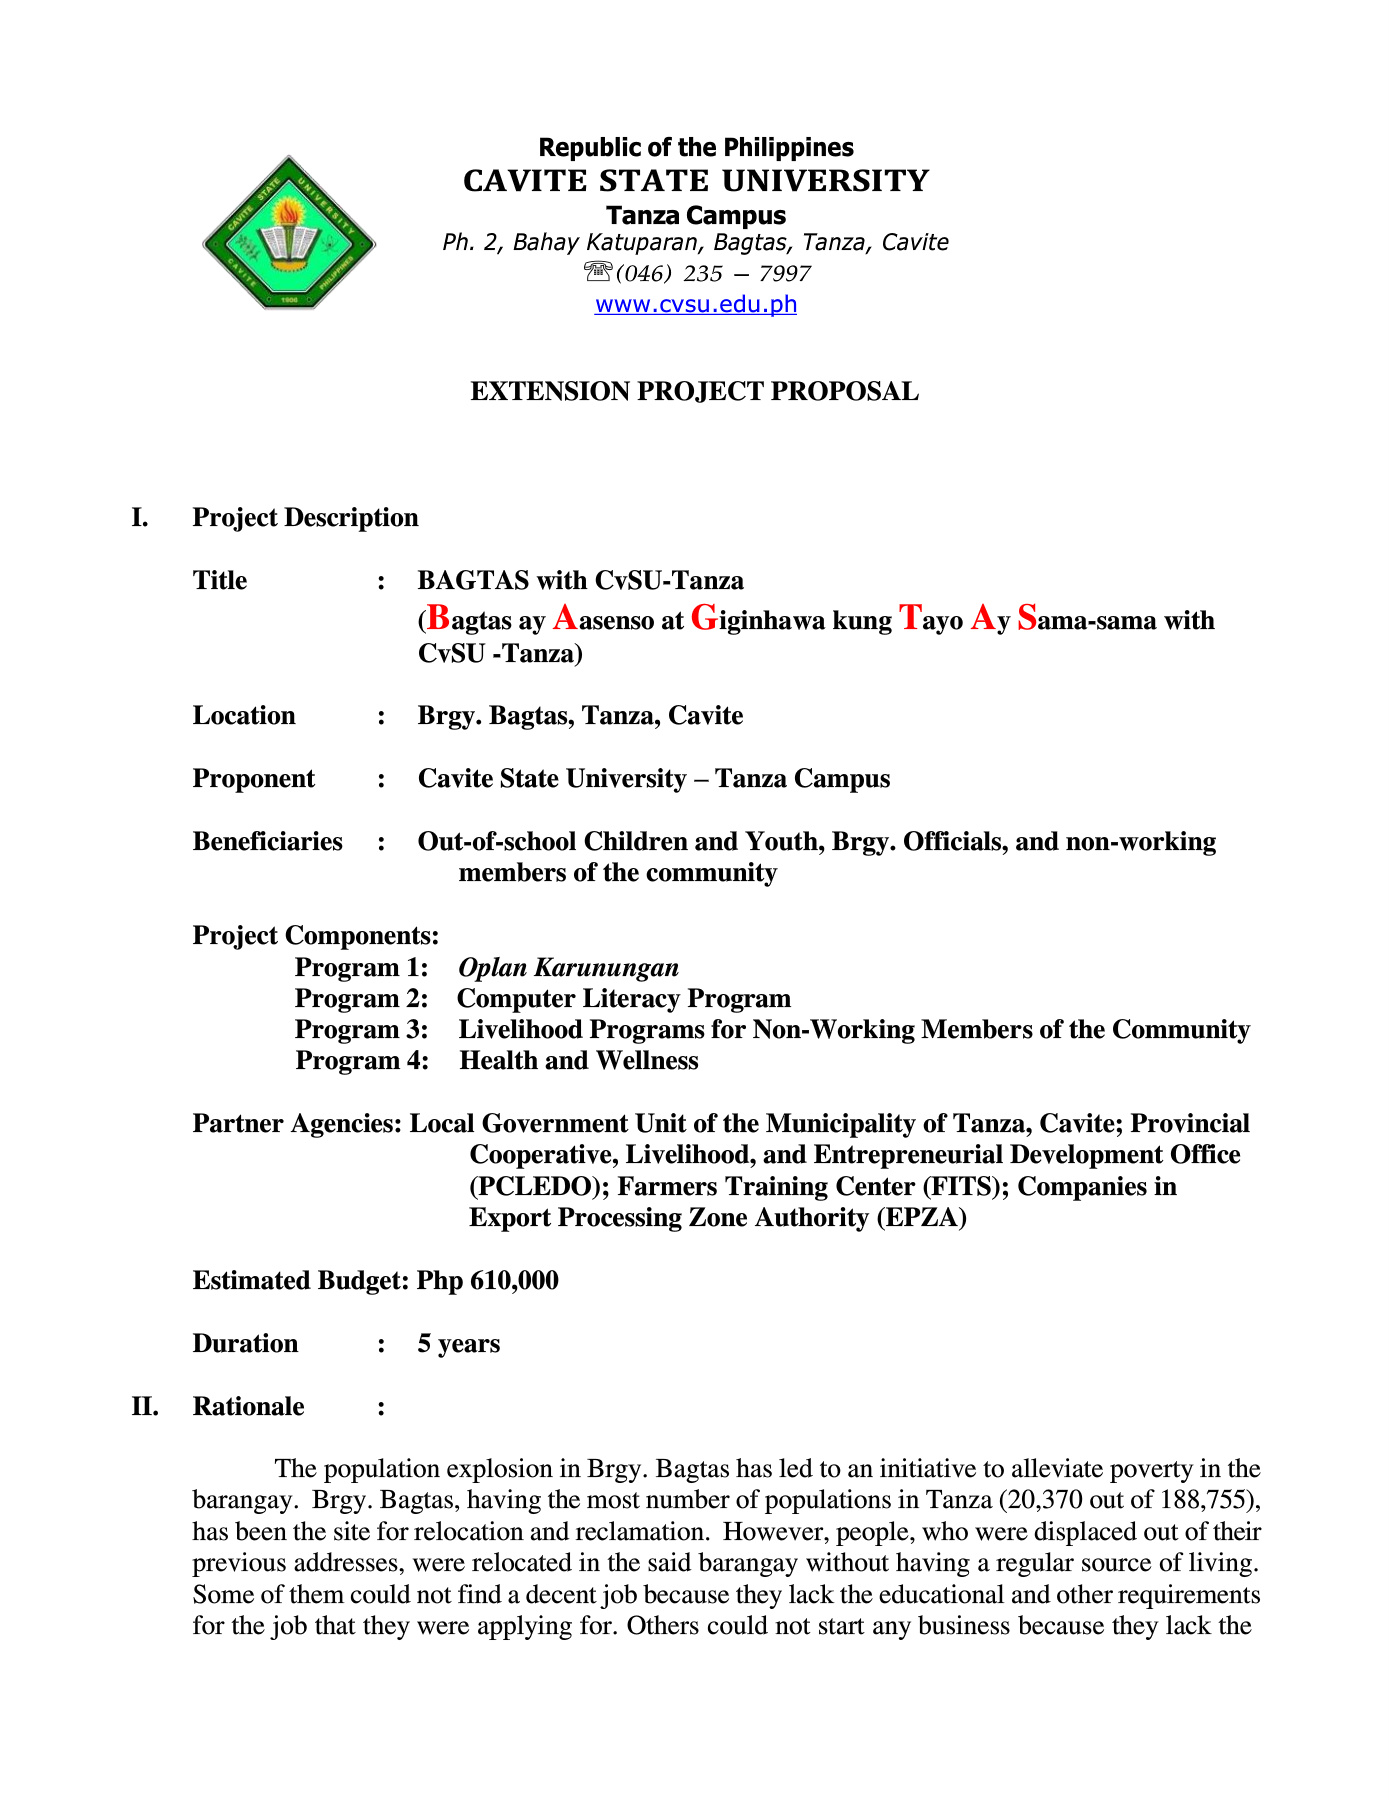 Republic of the Philippines
CAVITE STATE UNIVERSITY
Tanza Campus
Ph. 2, Bahay Katuparan, Bagtas, Tanza, Cavite
☏(046) 235 – 7997
www.cvsu.edu.ph
CAVITE STATE UNIVERSITY
CAVITE PHILIPPINES
1906
EXTENSION PROJECT PROPOSAL
I. Project Description
Title : BAGTAS with CvSU-Tanza
(Bagtas ay Aasenso at Giginhawa kung Tayo Ay Sama-sama with
CvSU -Tanza)
Location : Brgy. Bagtas, Tanza, Cavite
Proponent : Cavite State University – Tanza Campus
Beneficiaries : Out-of-school Children and Youth, Brgy. Officials, and non-working
members of the community
Project Components:
Program 1: Oplan Karunungan
Program 2: Computer Literacy Program
Program 3: Livelihood Programs for Non-Working Members of the Community
Program 4: Health and Wellness
Partner Agencies: Local Government Unit of the Municipality of Tanza, Cavite; Provincial
Cooperative, Livelihood, and Entrepreneurial Development Office
(PCLEDO); Farmers Training Center (FITS); Companies in
Export Processing Zone Authority (EPZA)
Estimated Budget: Php 610,000
Duration : 5 years
II. Rationale :
The population explosion in Brgy. Bagtas has led to an initiative to alleviate poverty in the
barangay. Brgy. Bagtas, having the most number of populations in Tanza (20,370 out of 188,755),
has been the site for relocation and reclamation. However, people, who were displaced out of their
previous addresses, were relocated in the said barangay without having a regular source of living.
Some of them could not find a decent job because they lack the educational and other requirements
for the job that they were applying for. Others could not start any business because they lack the